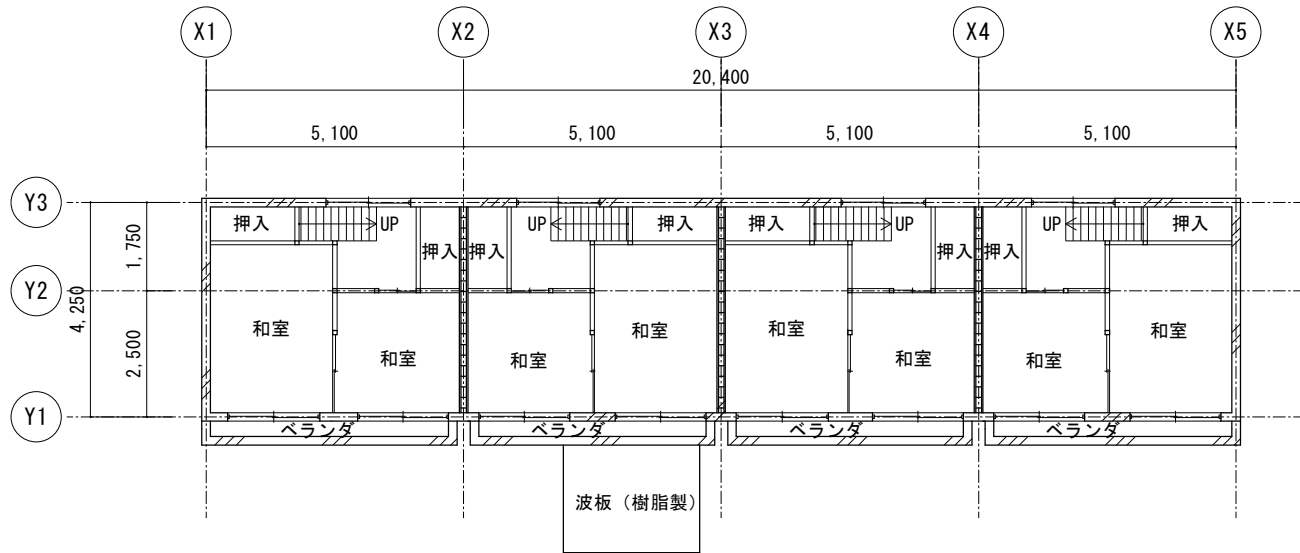 X1 X2 X3 X4 X5
20,400
5,100 5,100 5,100 5,100
Y3
押入 UP 押入 押入 UP 押入 押入 UP 押入 押入 UP 押入
1,750
Y2
4,250
2,500
和室 和室 和室 和室 和室 和室 和室 和室
Y1
ベランダ ベランダ ベランダ ベランダ
波板（樹脂製）